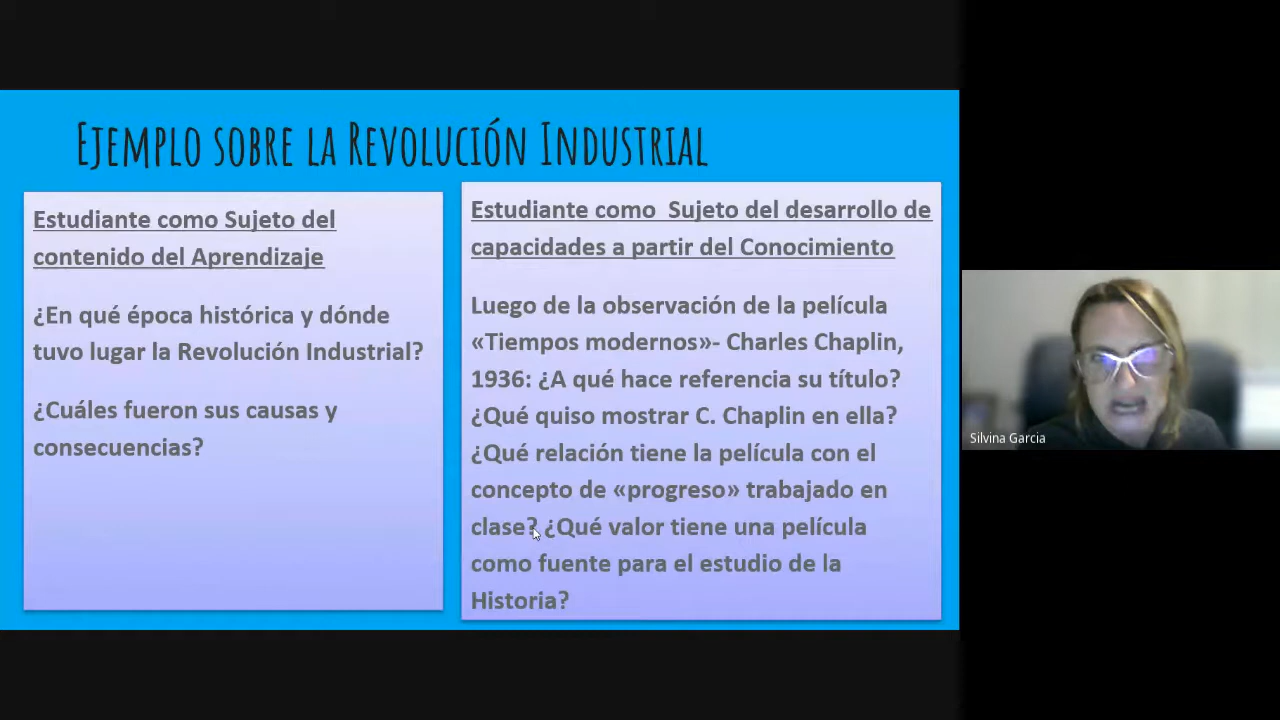 Ejemplo sobre la Revolución Industrial
Estudiante como Sujeto del
contenido del Aprendizaje
¿En qué época histórica y dónde
tuvo lugar la Revolución Industrial?
¿Cuáles fueron sus causas y
consecuencias?
Estudiante como  Sujeto del desarrollo de
capacidades a partir del Conocimiento
Luego de la observación de la película
«Tiempos modernos»- Charles Chaplin,
1936: ¿A qué hace referencia su título?
¿Qué quiso mostrar C. Chaplin en ella?
¿Qué relación tiene la película con el
concepto de «progreso» trabajado en
clase? ¿Qué valor tiene una película
como fuente para el estudio de la
Historia?
Silvina Garcia